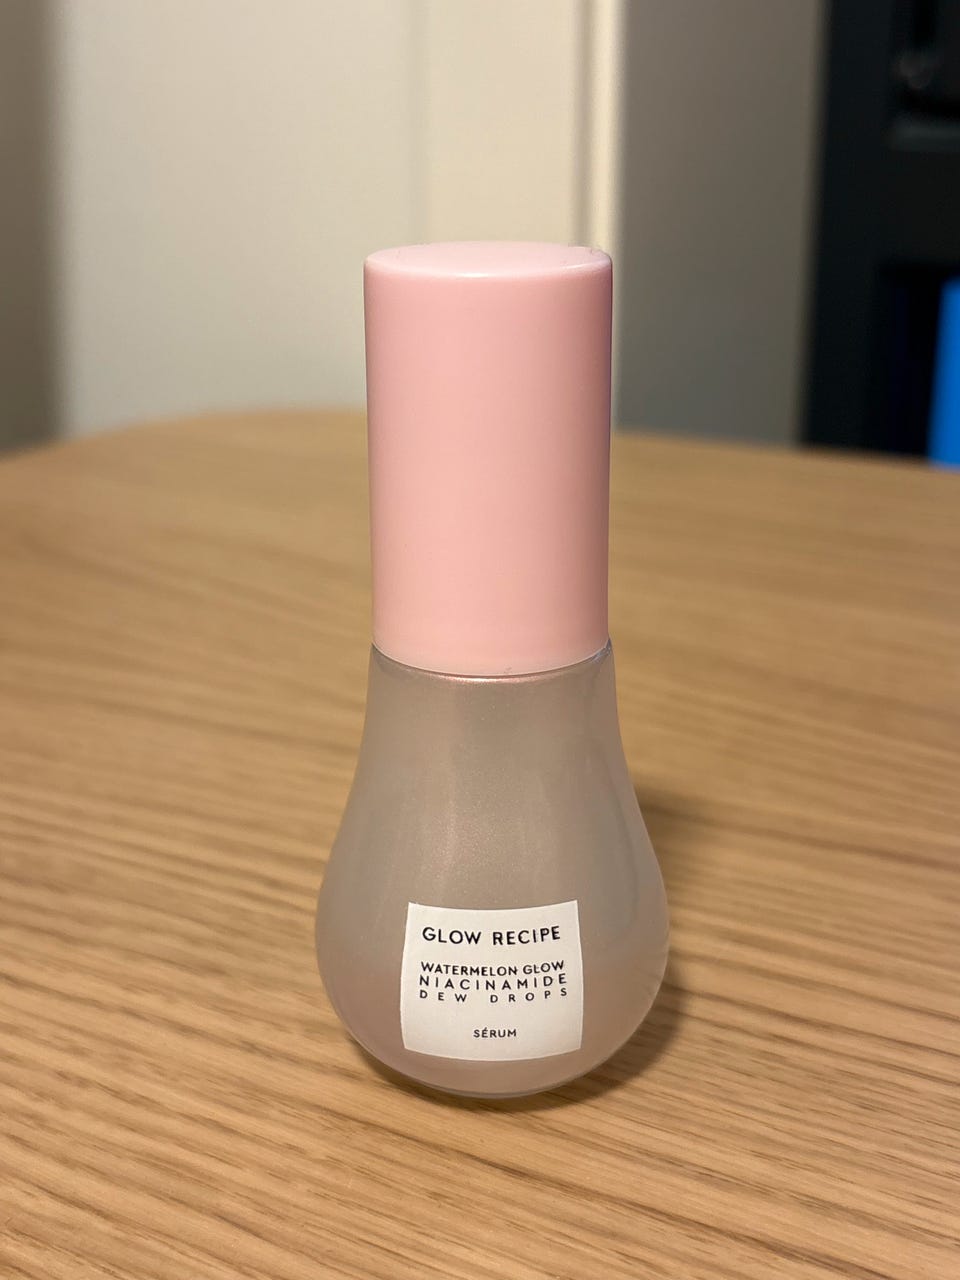 GLOW RECIPE
WATERMELON GLOW
NIACINAMIDE
DEW DROPS
SÉRUM